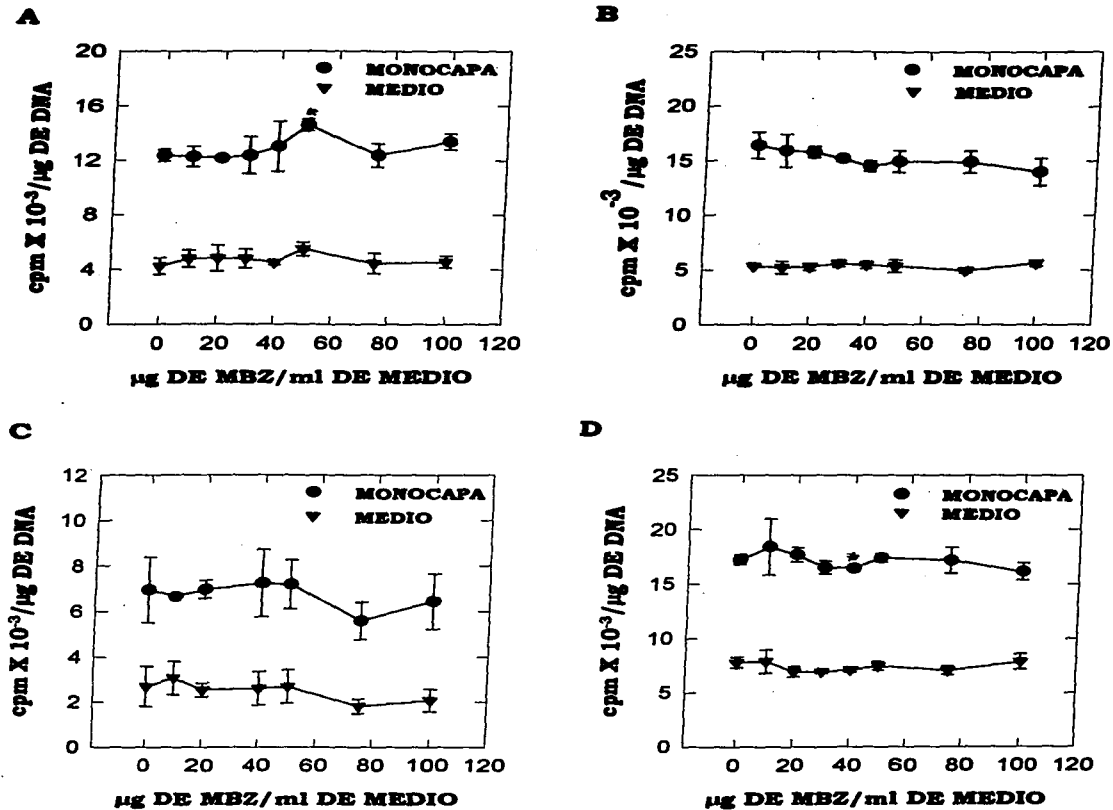 A
20
16
12
8
4
0
cpm X 10⁻³/µg DE DNA
● MONOCAPA
▼ MEDIO
*
0 20 40 60 80 100 120
µg DE MBZ/ml DE MEDIO
B
25
20
15
10
5
0
cpm X 10⁻³/µg DE DNA
● MONOCAPA
▼ MEDIO
0 20 40 60 80 100 120
µg DE MBZ/ml DE MEDIO
C
12
10
8
6
4
2
0
cpm X 10⁻³/µg DE DNA
● MONOCAPA
▼ MEDIO
0 20 40 60 80 100 120
µg DE MBZ/ml DE MEDIO
D
25
20
15
10
5
0
cpm X 10⁻³/µg DE DNA
● MONOCAPA
▼ MEDIO
*
0 20 40 60 80 100 120
µg DE MBZ/ml DE MEDIO